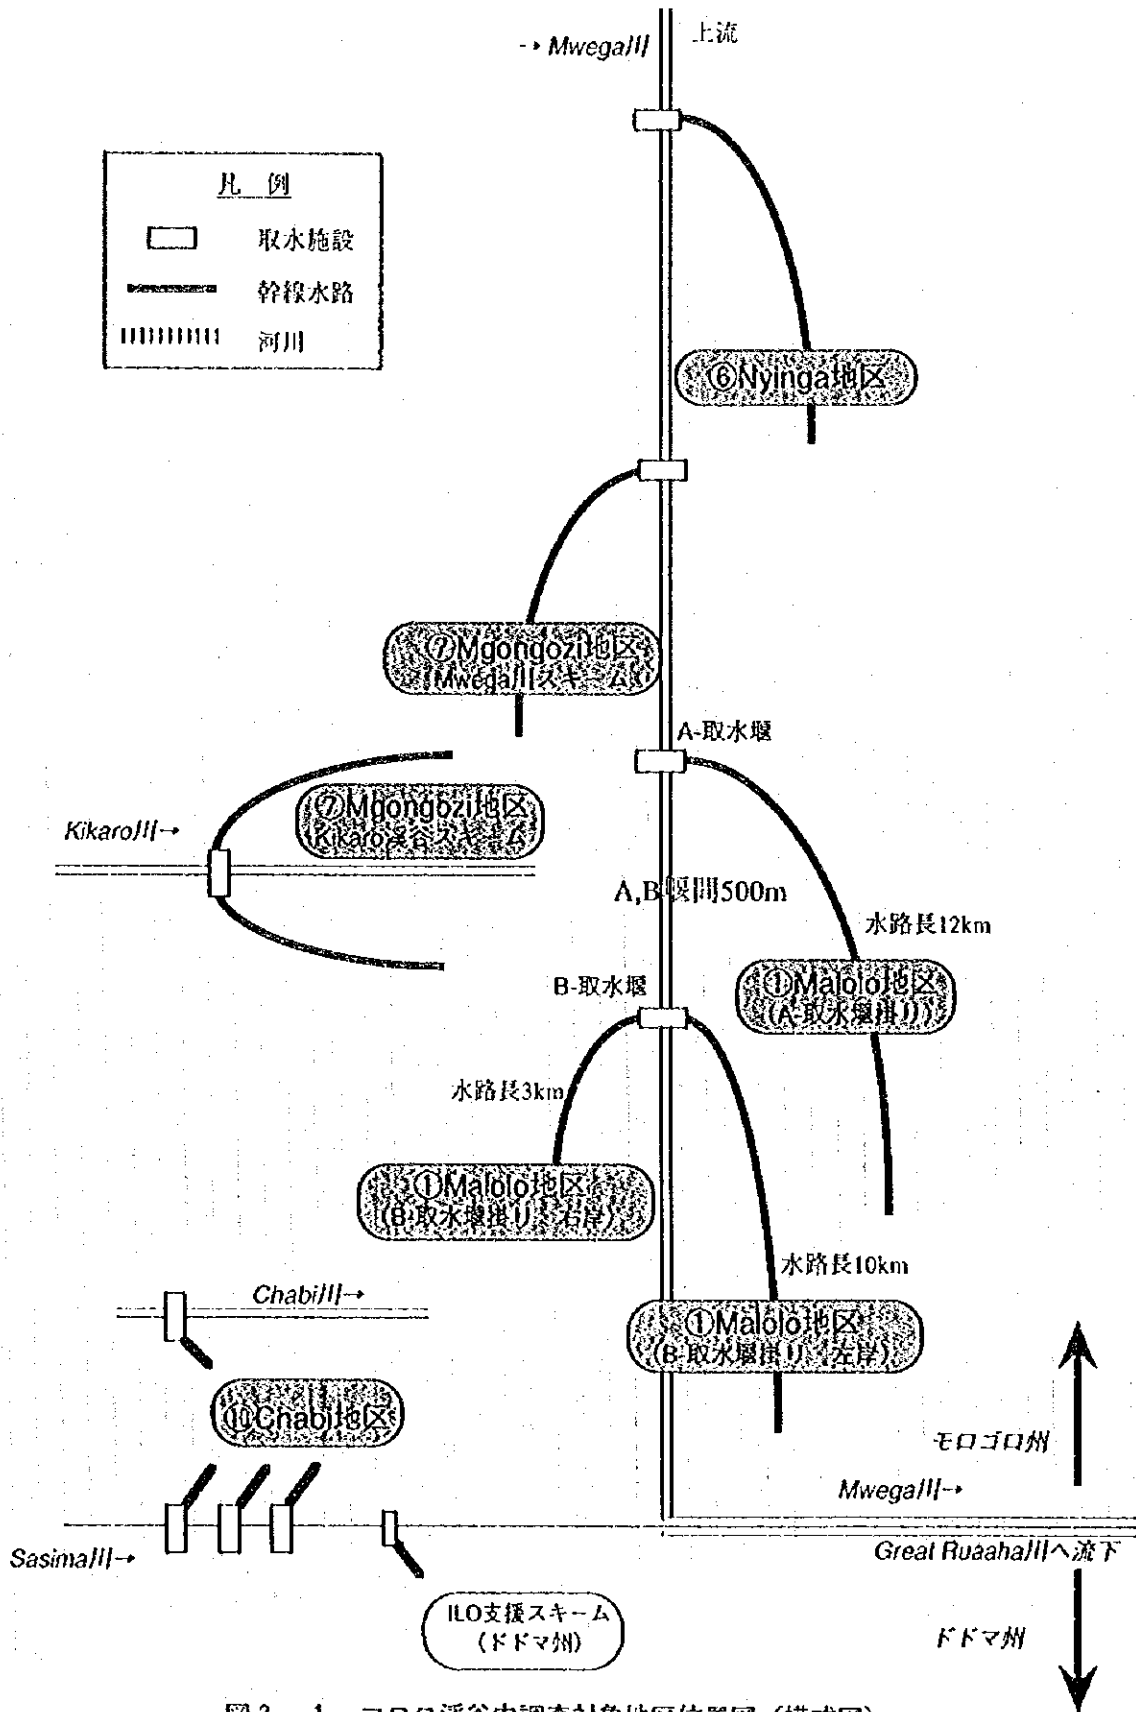 → Mwega川
上流
凡 例
取水施設
幹線水路
河川
⑥Nyinga地区
⑦Mgongozi地区
(Mwega川スキーム)
A-取水堰
⑦Mgongozi地区
(Kikaro渓谷スキーム)
Kikaro川→
A,B堰間500m
水路長12km
①Malolo地区
(A-取水堰掛り)
B-取水堰
水路長3km
①Malolo地区
(B-取水堰掛り、右岸)
水路長10km
①Malolo地区
(B-取水堰掛り、左岸)
Chabi川→
⑩Chabi地区
モロゴロ州
Mwega川→
Sasima川→
Great Ruaaha川へ流下
ILO支援スキーム
(ドドマ州)
ドドマ州